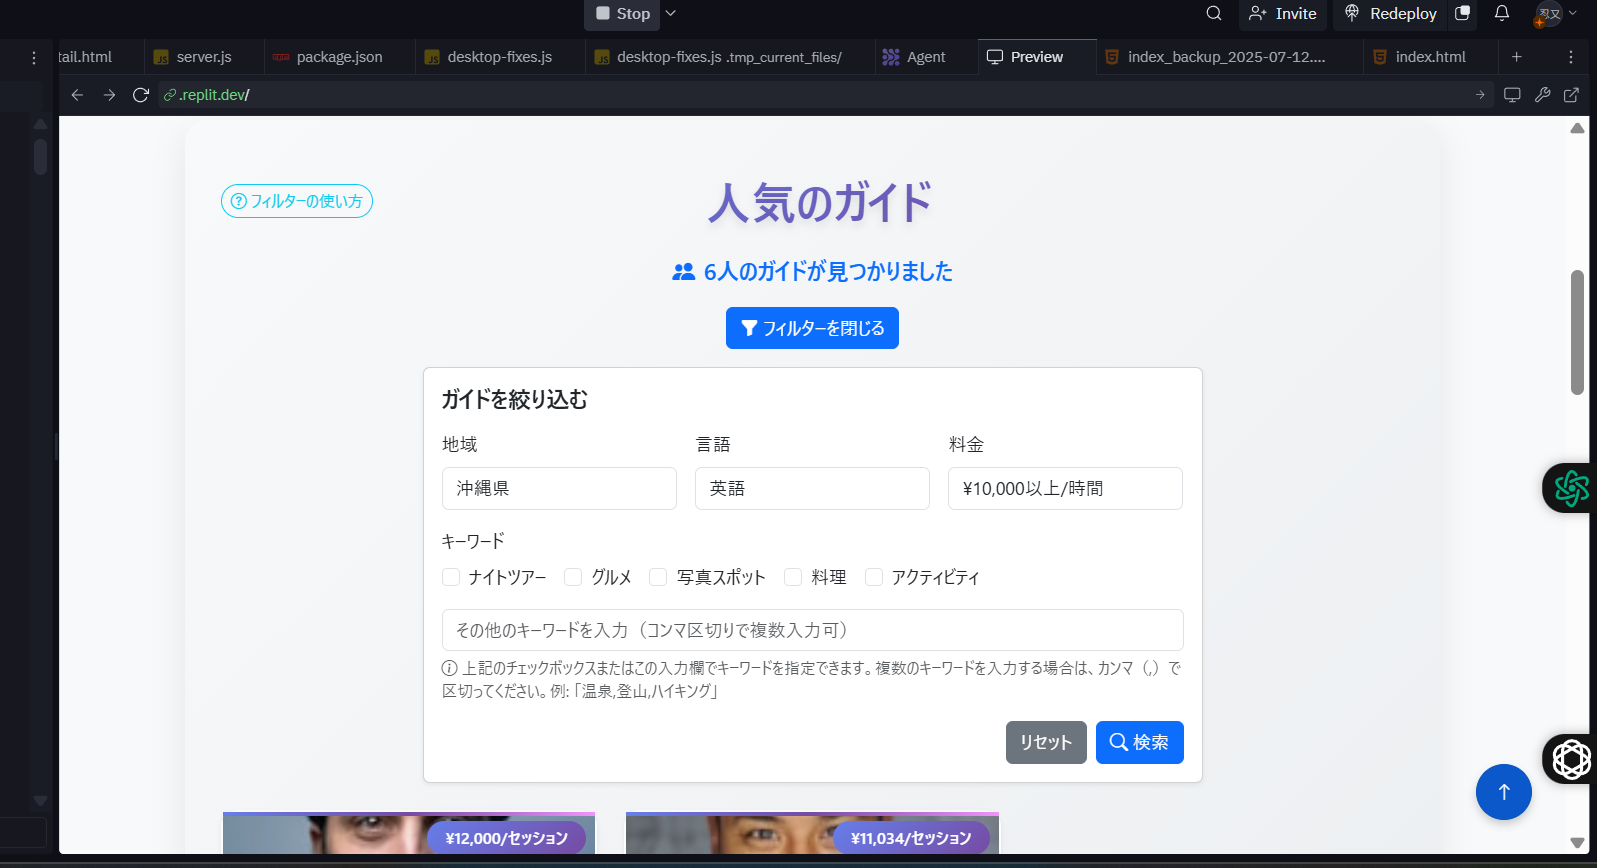 Stop
Invite
Redeploy
tail.html
server.js
package.json
desktop-fixes.js
desktop-fixes.js .tmp_current_files/
Agent
Preview
index_backup_2025-07-12....
index.html
.replit.dev/
フィルターの使い方
人気のガイド
6人のガイドが見つかりました
フィルターを閉じる
ガイドを絞り込む
地域
言語
料金
沖縄県
英語
¥10,000以上/時間
キーワード
ナイトツアー
グルメ
写真スポット
料理
アクティビティ
その他のキーワードを入力（コンマ区切りで複数入力可）
上記のチェックボックスまたはこの入力欄でキーワードを指定できます。複数のキーワードを入力する場合は、カンマ（,）で
区切ってください。例:「温泉,登山,ハイキング」
リセット
検索
¥12,000/セッション
¥11,034/セッション